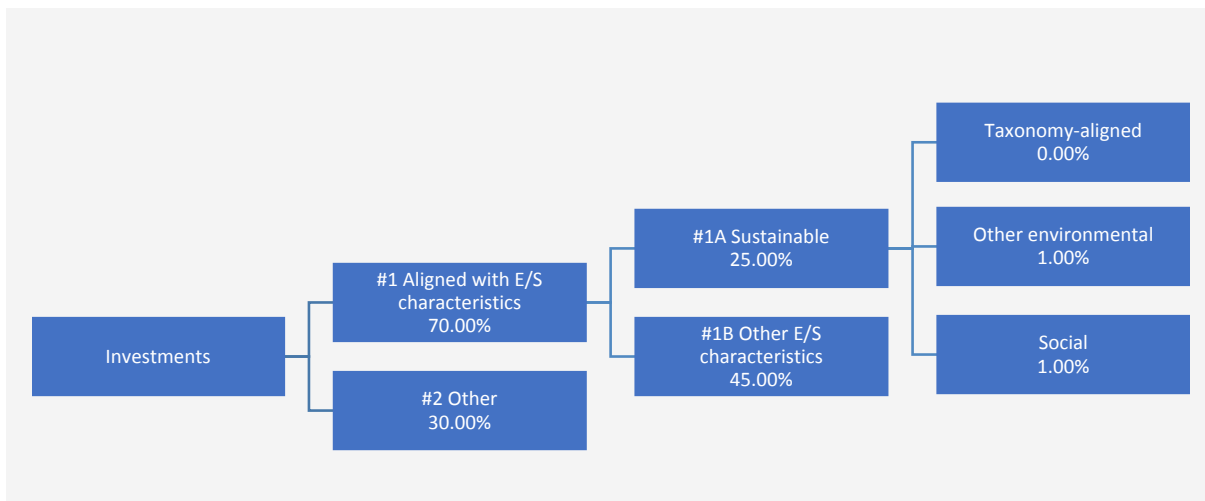 Investments
#1 Aligned with E/S
characteristics
70.00%
#2 Other
30.00%
#1A Sustainable
25.00%
#1B Other E/S
characteristics
45.00%
Taxonomy-aligned
0.00%
Other environmental
1.00%
Social
1.00%